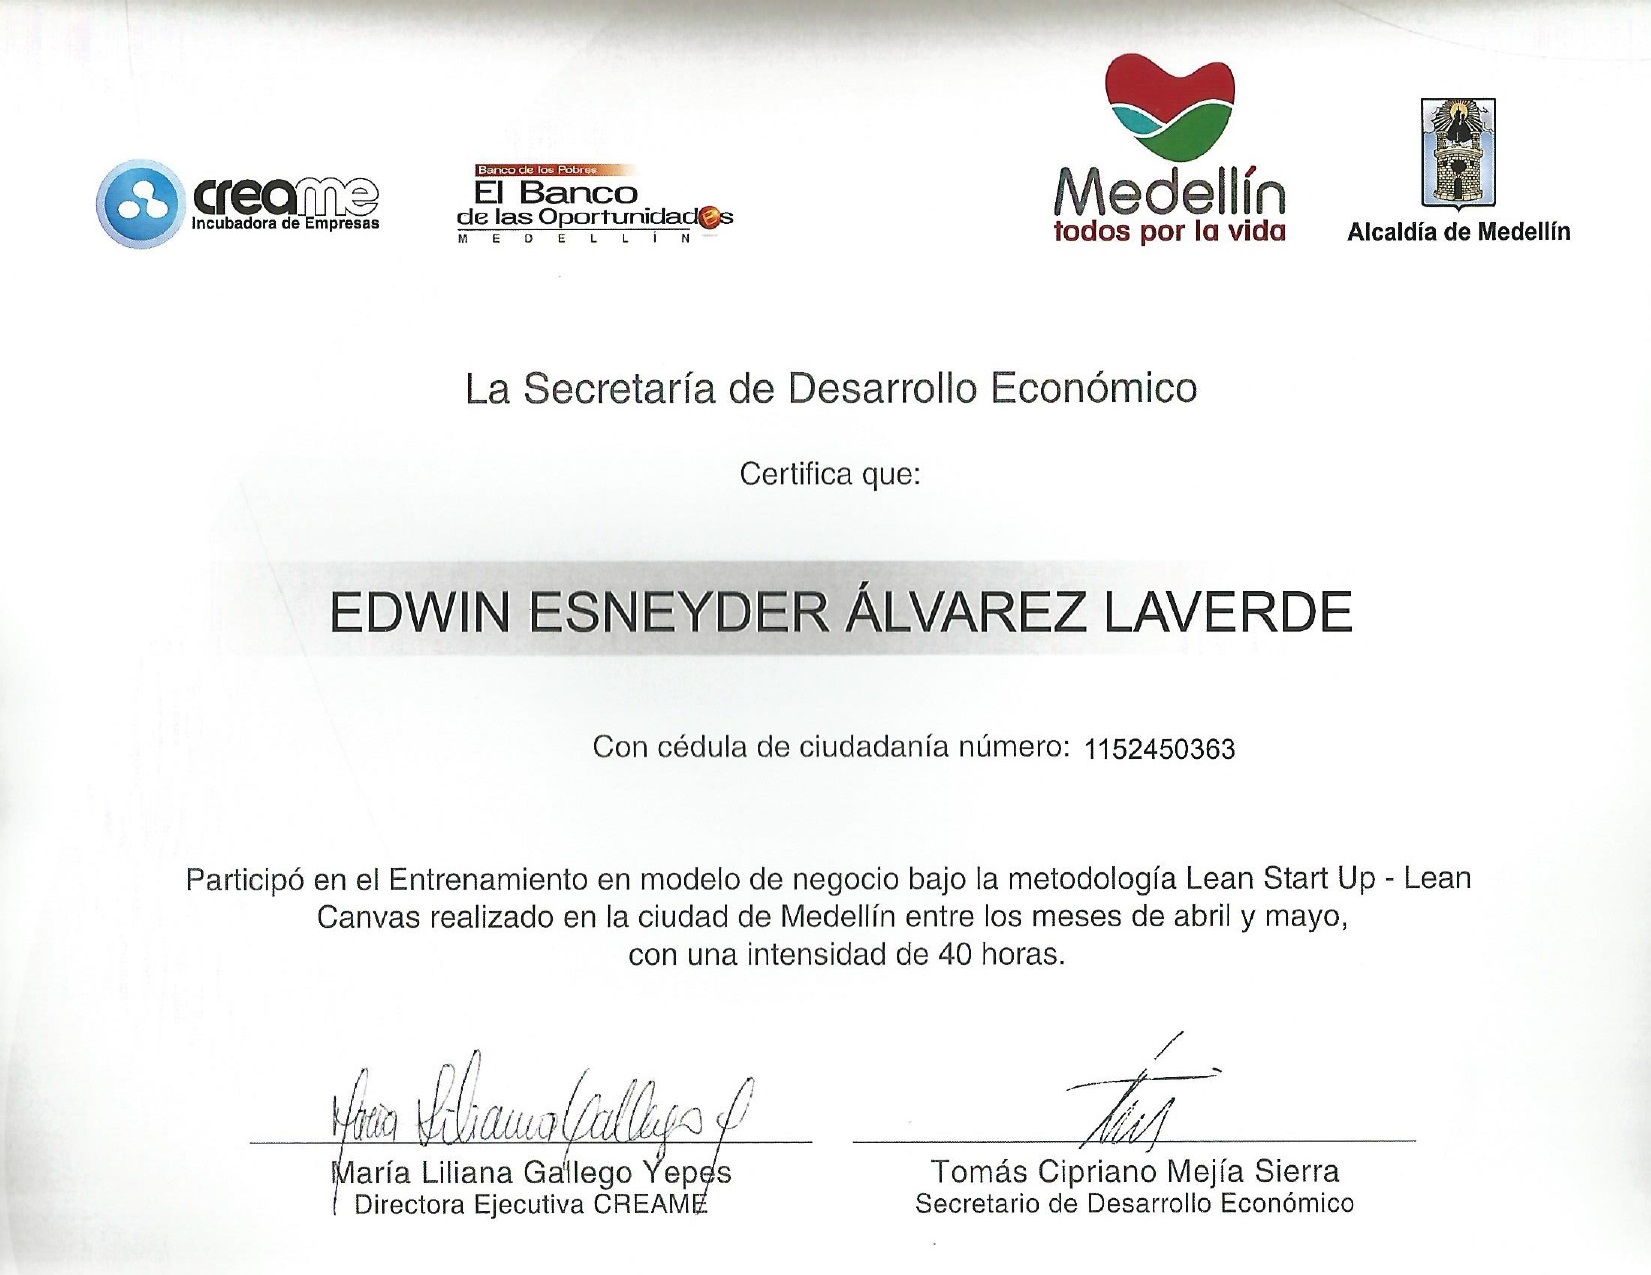 creame
Incubadora de Empresas
Banco de los Pobres
El Banco
de las Oportunidades
MEDELLÍN
Medellín
todos por la vida
Alcaldía de Medellín
La Secretaría de Desarrollo Económico
Certifica que:
EDWIN ESNEYDER ÁLVAREZ LAVERDE
Con cédula de ciudadanía número: 1152450363
Participó en el Entrenamiento en modelo de negocio bajo la metodología Lean Start Up - Lean
Canvas realizado en la ciudad de Medellín entre los meses de abril y mayo,
con una intensidad de 40 horas.
María Liliana Gallego Y
María Liliana Gallego Yepes
Directora Ejecutiva CREAME
Tomás Cipriano Mejía Sierra
Secretario de Desarrollo Económico